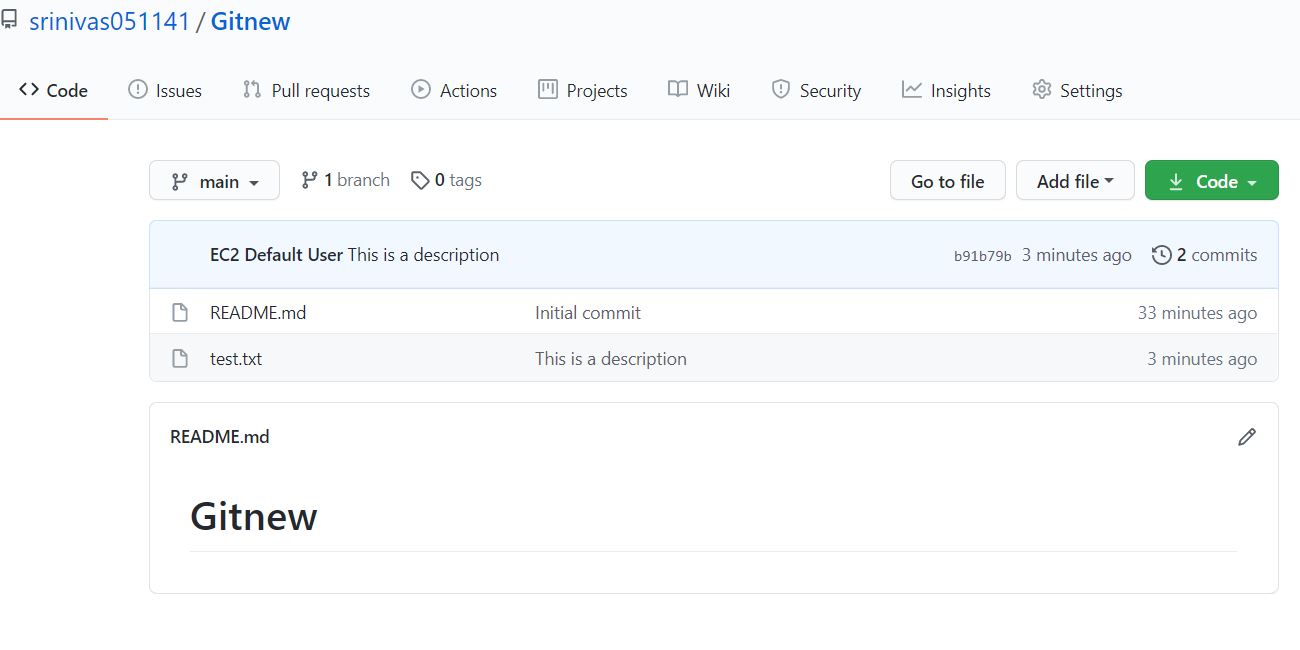 srinivas051141 / Gitnew
Code Issues Pull requests Actions Projects Wiki Security Insights Settings
main 1 branch 0 tags Go to file Add file Code
EC2 Default User This is a description b91b79b 3 minutes ago 2 commits
README.md Initial commit 33 minutes ago
test.txt This is a description 3 minutes ago
README.md
Gitnew